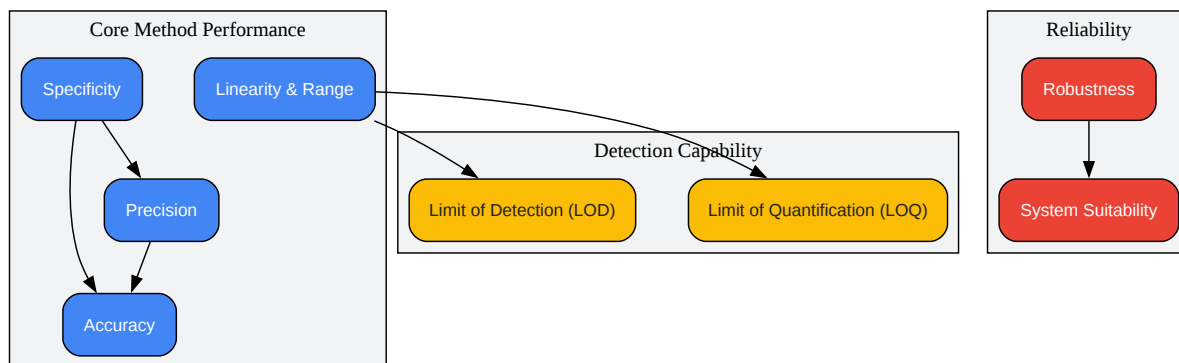 Core Method Performance
Specificity
Linearity & Range
Precision
Accuracy
Detection Capability
Limit of Detection (LOD)
Limit of Quantification (LOQ)
Reliability
Robustness
System Suitability